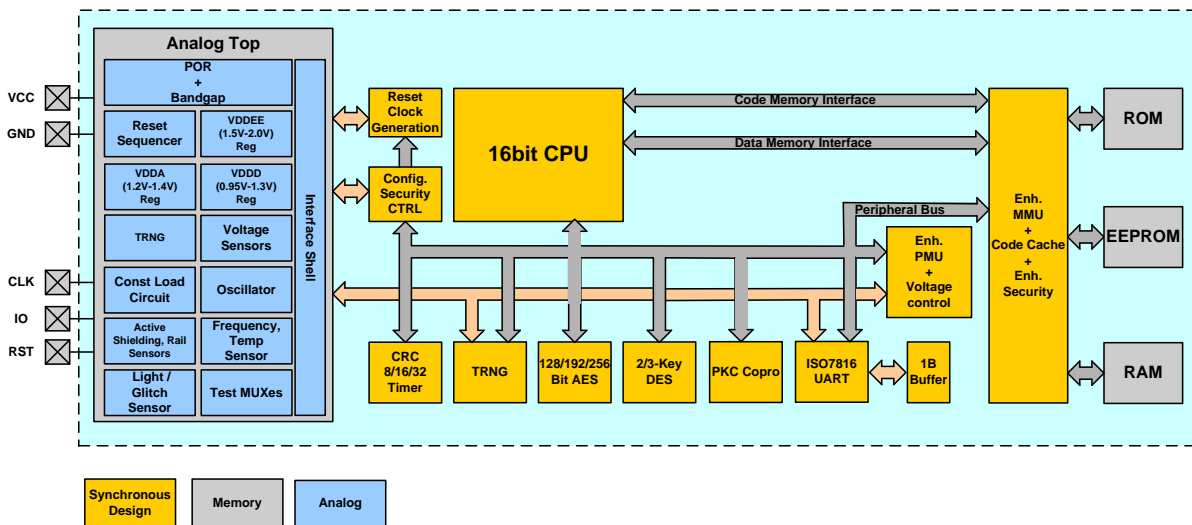 Analog Top
POR
+
Bandgap
Reset
Sequencer
VDDEE
(1.5V-2.0V)
Reg
VDDA
(1.2V-1.4V)
Reg
VDDD
(0.95V-1.3V)
Reg
TRNG
Voltage
Sensors
Const Load
Circuit
Oscillator
Active
Shielding, Rail
Sensors
Frequency,
Temp
Sensor
Light /
Glitch
Sensor
Test MUXes
Interface Shell
VCC
GND
CLK
IO
RST
Reset
Clock
Generation
Config.
Security
CTRL
16bit CPU
Code Memory Interface
Data Memory Interface
Peripheral Bus
Enh.
PMU
+
Voltage
control
Enh.
MMU
+
Code Cache
+
Enh.
Security
ROM
EEPROM
RAM
CRC
8/16/32
Timer
TRNG
128/192/256
Bit AES
2/3-Key
DES
PKC Copro
ISO7816
UART
1B
Buffer
Synchronous
Design
Memory
Analog